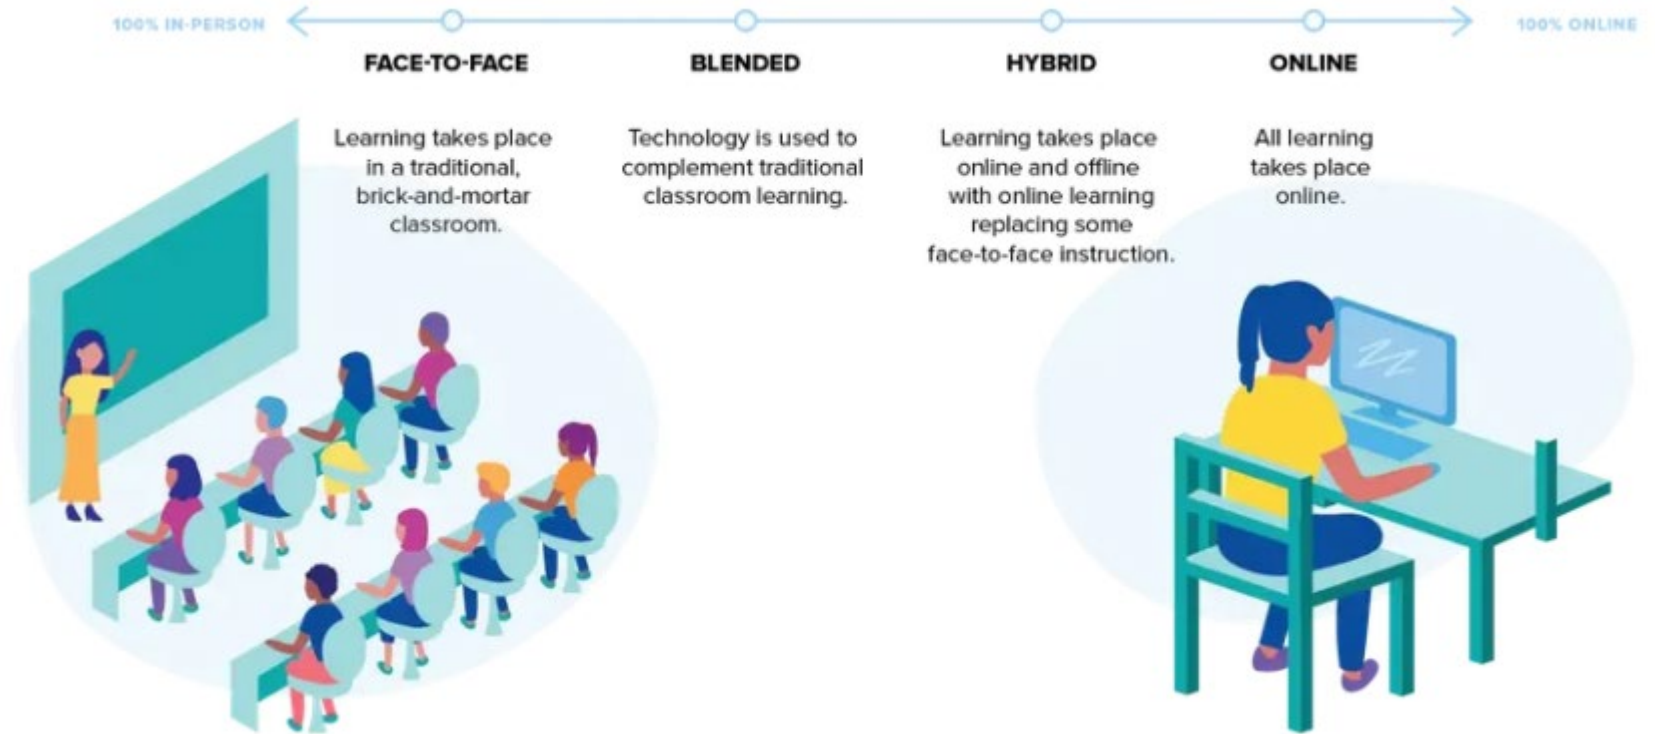 100% IN-PERSON
100% ONLINE
FACE-TO-FACE
Learning takes place
in a traditional,
brick-and-mortar
classroom.
BLENDED
Technology is used to
complement traditional
classroom learning.
HYBRID
Learning takes place
online and offline
with online learning
replacing some
face-to-face instruction.
ONLINE
All learning
takes place
online.